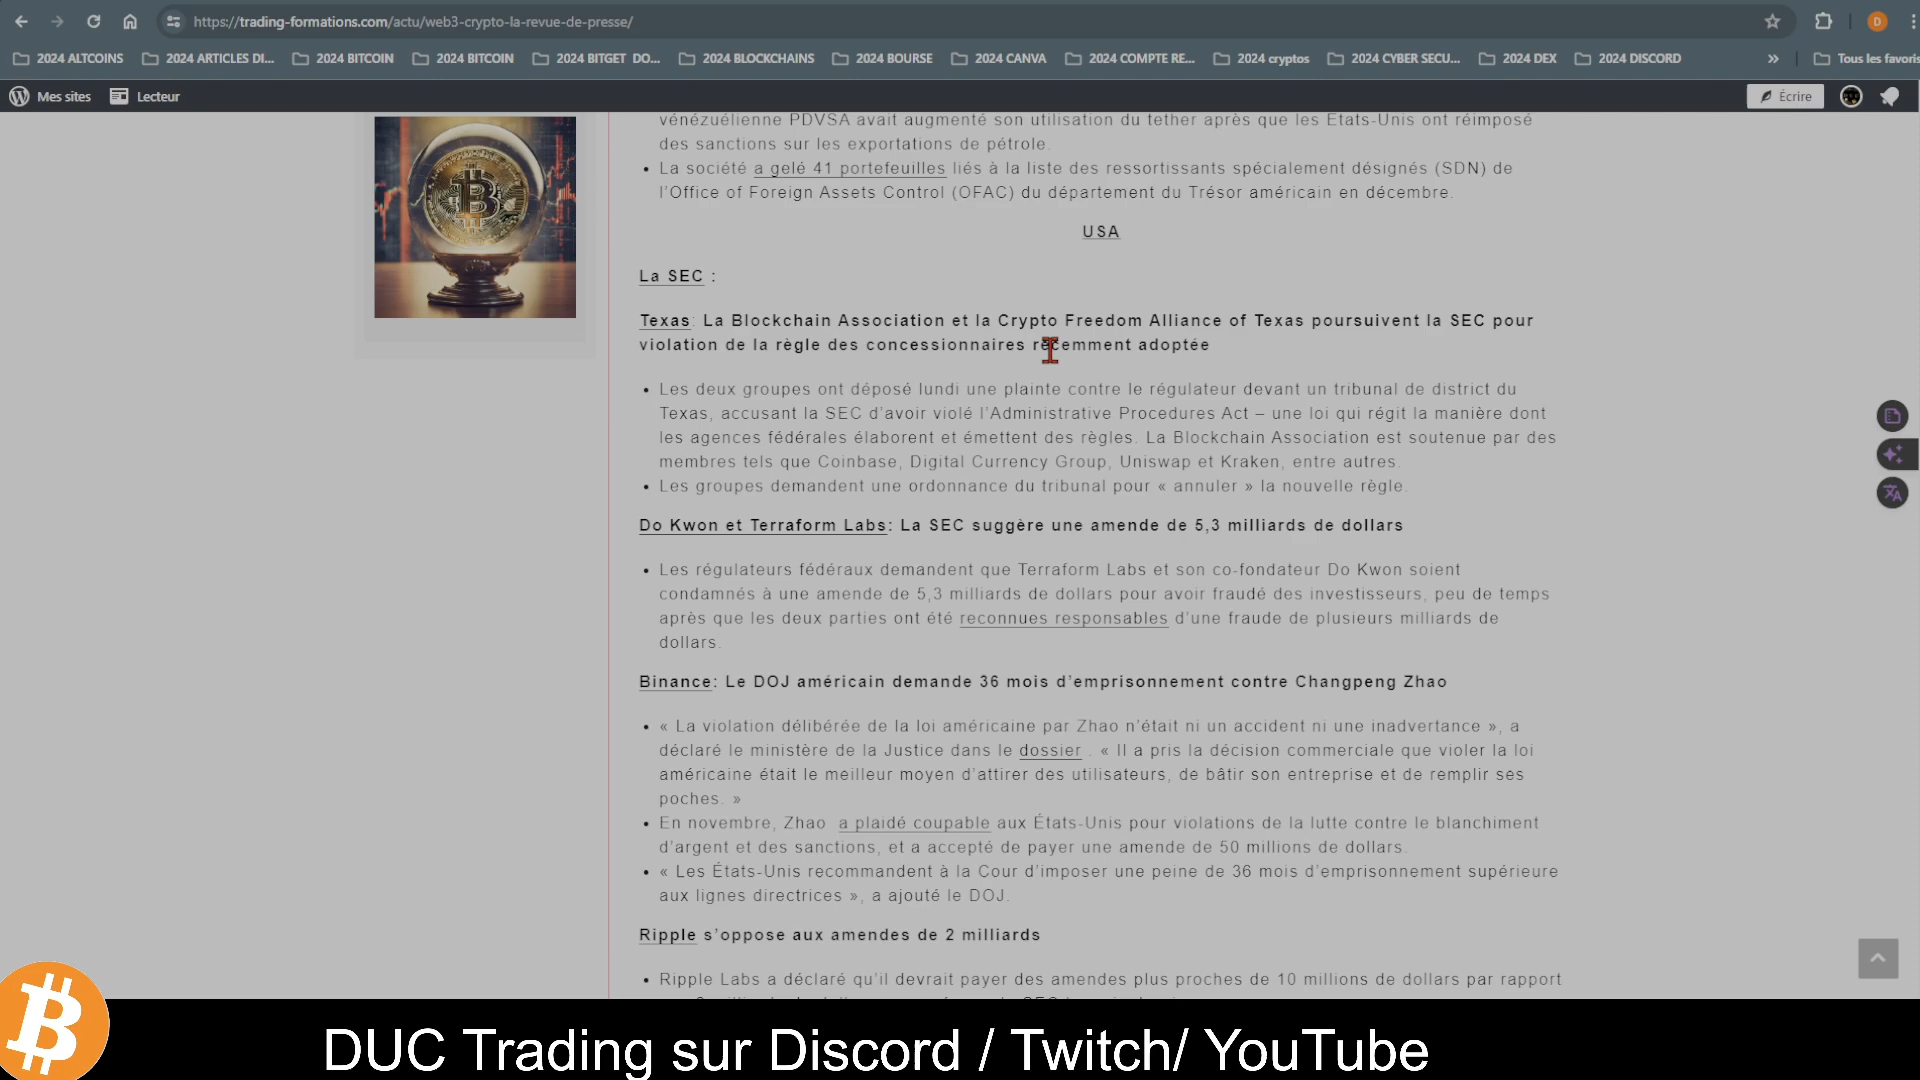 https://trading-formations.com/actu/web3-crypto-la-revue-de-presse/
D
2024 ALTCOINS
2024 ARTICLES DI...
2024 BITCOIN
2024 BITCOIN
2024 BITGET DO...
2024 BLOCKCHAINS
2024 BOURSE
2024 CANVA
2024 COMPTE RE...
2024 cryptos
2024 CYBER SECU...
2024 DEX
2024 DISCORD
»
Tous les favoris
Mes sites
Lecteur
Écrire
vénézuélienne PDVSA avait augmenté son utilisation du tether après que les États-Unis ont réimposé
des sanctions sur les exportations de pétrole.
• La société a gelé 41 portefeuilles liés à la liste des ressortissants spécialement désignés (SDN) de
l’Office of Foreign Assets Control (OFAC) du département du Trésor américain en décembre.
USA
La SEC :
Texas: La Blockchain Association et la Crypto Freedom Alliance of Texas poursuivent la SEC pour
violation de la règle des concessionnaires récemment adoptée
• Les deux groupes ont déposé lundi une plainte contre le régulateur devant un tribunal de district du
Texas, accusant la SEC d’avoir violé l’Administrative Procedures Act – une loi qui régit la manière dont
les agences fédérales élaborent et émettent des règles. La Blockchain Association est soutenue par des
membres tels que Coinbase, Digital Currency Group, Uniswap et Kraken, entre autres.
• Les groupes demandent une ordonnance du tribunal pour « annuler » la nouvelle règle.
Do Kwon et Terraform Labs: La SEC suggère une amende de 5,3 milliards de dollars
• Les régulateurs fédéraux demandent que Terraform Labs et son co-fondateur Do Kwon soient
condamnés à une amende de 5,3 milliards de dollars pour avoir fraudé des investisseurs, peu de temps
après que les deux parties ont été reconnues responsables d’une fraude de plusieurs milliards de
dollars.
Binance: Le DOJ américain demande 36 mois d’emprisonnement contre Changpeng Zhao
• « La violation délibérée de la loi américaine par Zhao n’était ni un accident ni une inadvertance », a
déclaré le ministère de la Justice dans le dossier . « Il a pris la décision commerciale que violer la loi
américaine était le meilleur moyen d’attirer des utilisateurs, de bâtir son entreprise et de remplir ses
poches. »
• En novembre, Zhao a plaidé coupable aux États-Unis pour violations de la lutte contre le blanchiment
d’argent et des sanctions, et a accepté de payer une amende de 50 millions de dollars.
• « Les États-Unis recommandent à la Cour d’imposer une peine de 36 mois d’emprisonnement supérieure
aux lignes directrices », a ajouté le DOJ.
Ripple s’oppose aux amendes de 2 milliards
• Ripple Labs a déclaré qu’il devrait payer des amendes plus proches de 10 millions de dollars par rapport
DUC Trading sur Discord / Twitch/ YouTube